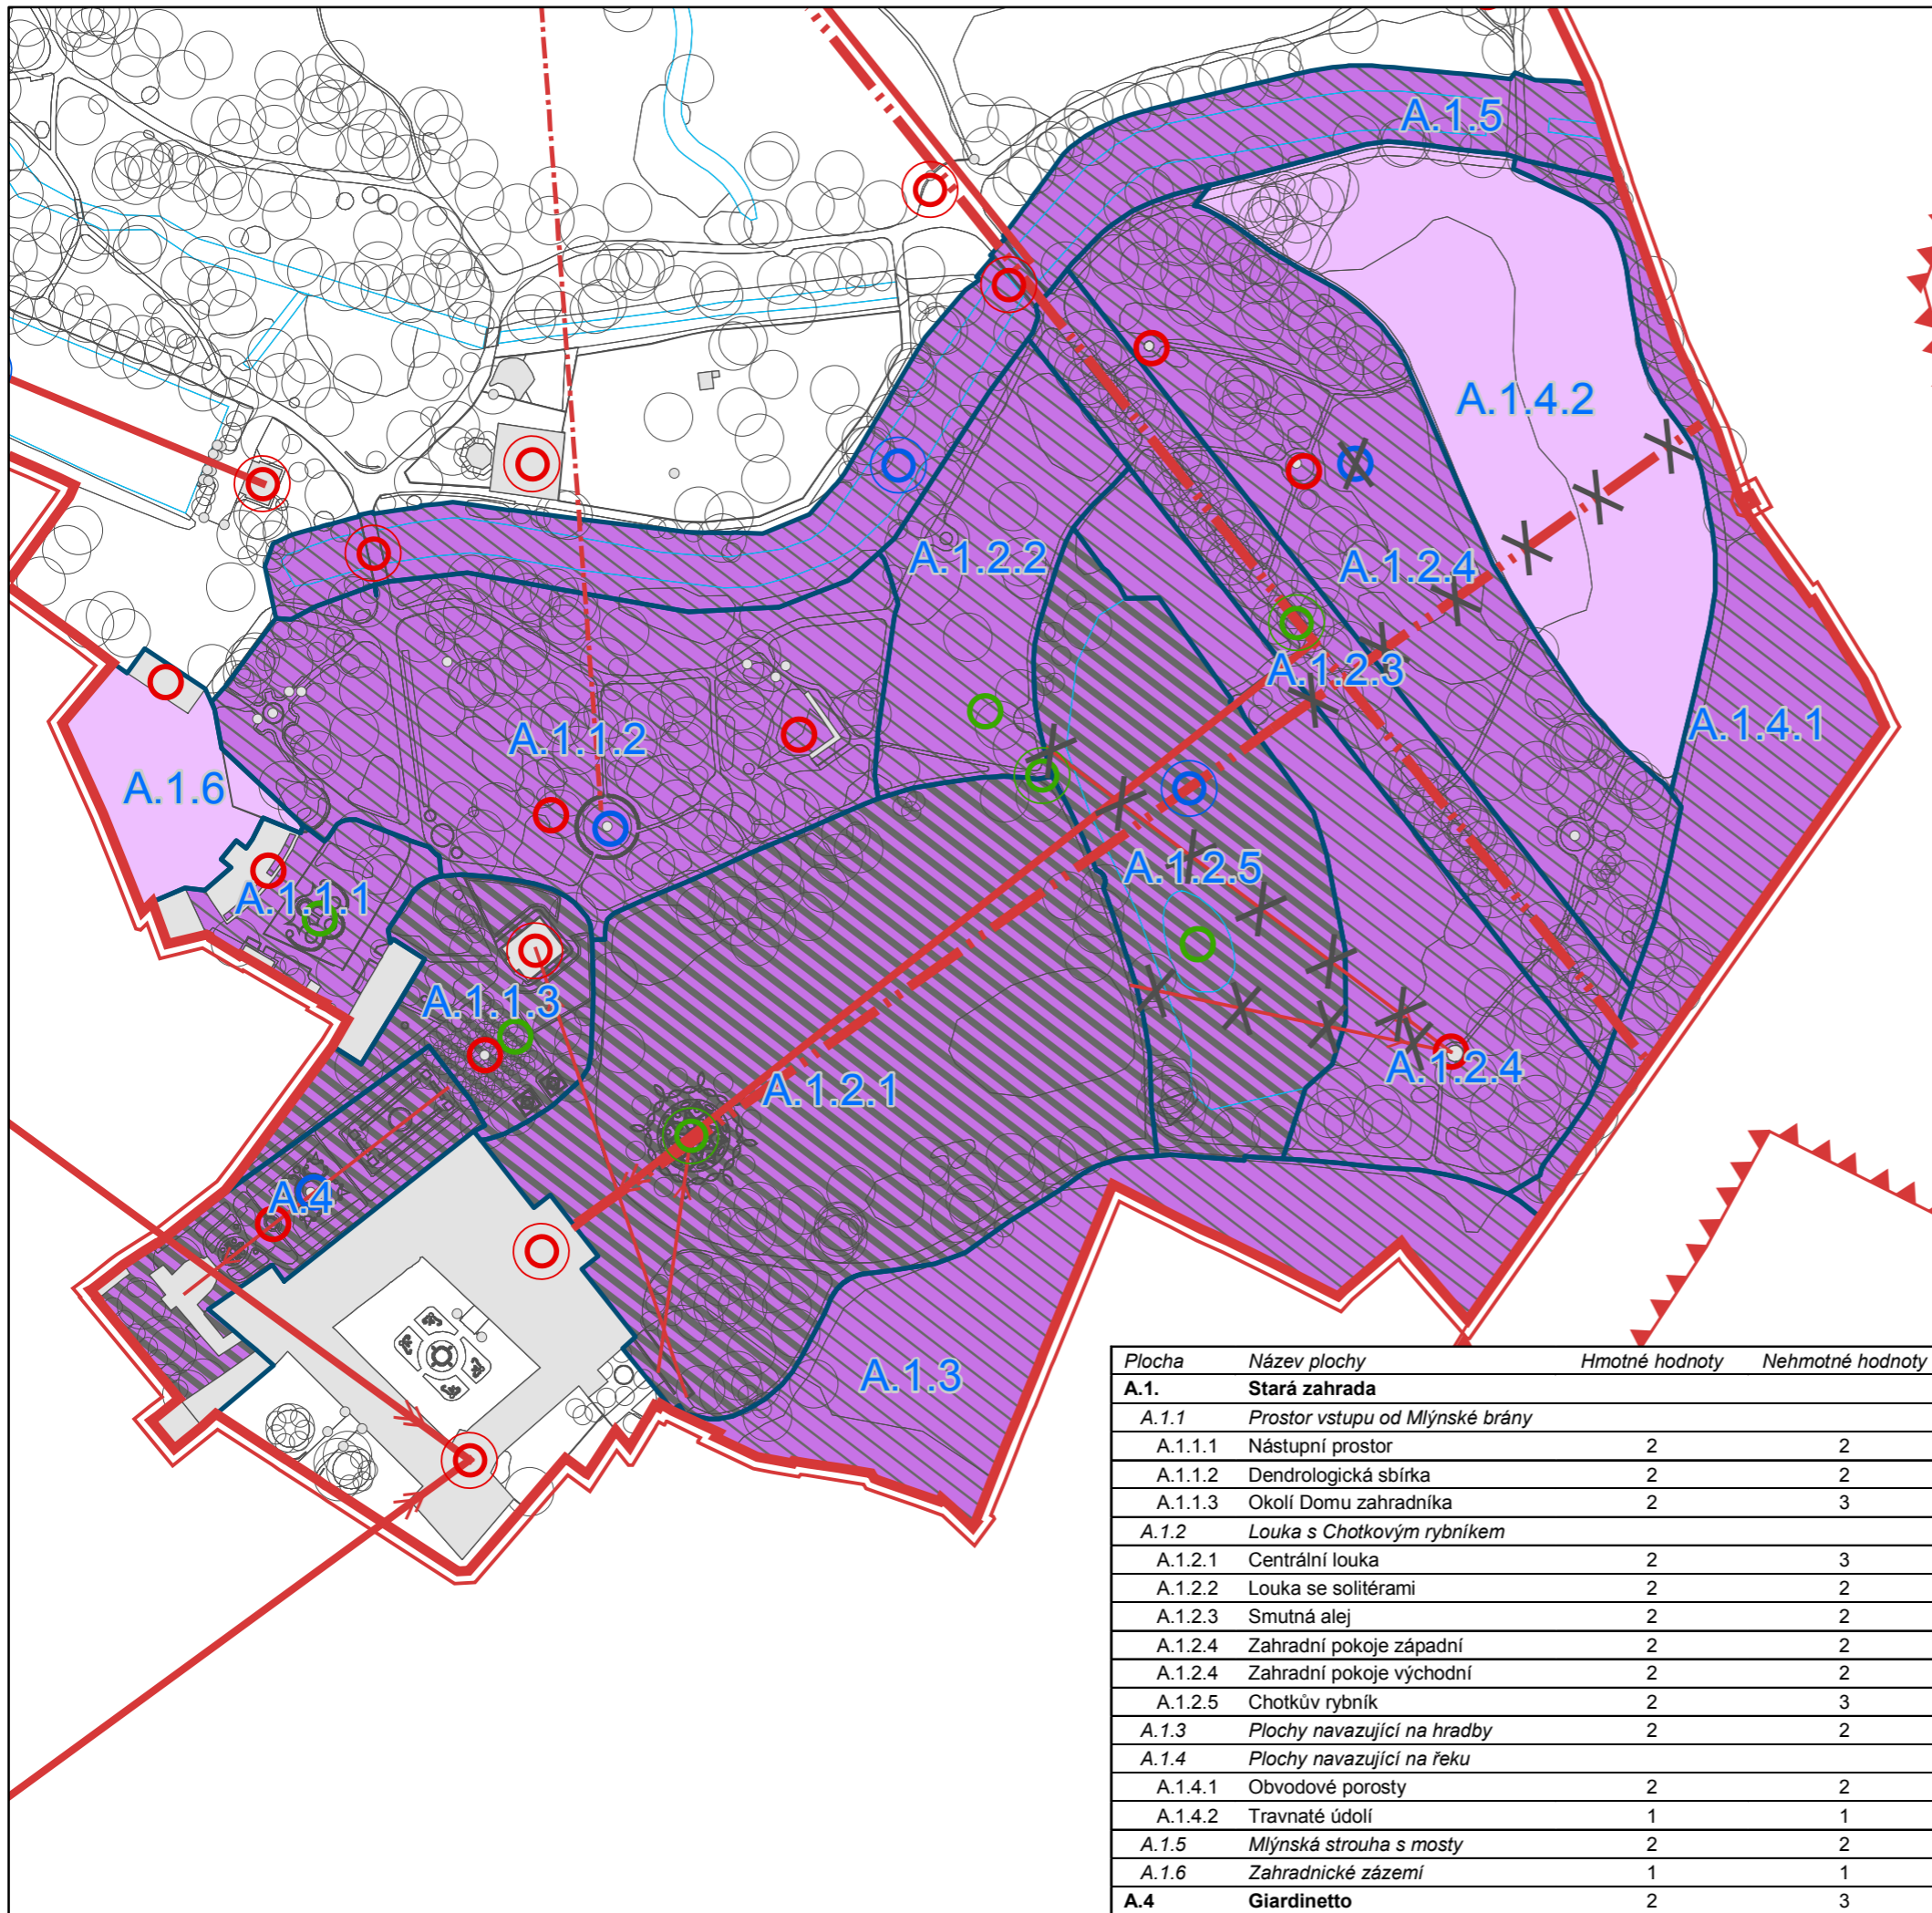 A.1.5
A.1.4.2
A.1.2.2
A.1.2.4
A.1.2.3
A.1.4.1
A.1.1.2
A.1.6
A.1.2.5
A.1.1.1
A.1.1.3
A.1.2.4
A.1.2.1
A.4
A.1.3
Plocha Název plochy Hmotné hodnoty Nehmotné hodnoty
A.1. Stará zahrada
A.1.1 Prostor vstupu od Mlýnské brány
A.1.1.1 Nástupní prostor 2 2
A.1.1.2 Dendrologická sbírka 2 2
A.1.1.3 Okolí Domu zahradníka 2 3
A.1.2 Louka s Chotkovým rybníkem
A.1.2.1 Centrální louka 2 3
A.1.2.2 Louka se solitérami 2 2
A.1.2.3 Smutná alej 2 2
A.1.2.4 Zahradní pokoje západní 2 2
A.1.2.4 Zahradní pokoje východní 2 2
A.1.2.5 Chotkův rybník 2 3
A.1.3 Plochy navazující na hradby 2 2
A.1.4 Plochy navazující na řeku
A.1.4.1 Obvodové porosty 2 2
A.1.4.2 Travnaté údolí 1 1
A.1.5 Mlýnská strouha s mosty 2 2
A.1.6 Zahradnické zázemí 1 1
A.4 Giardinetto 2 3